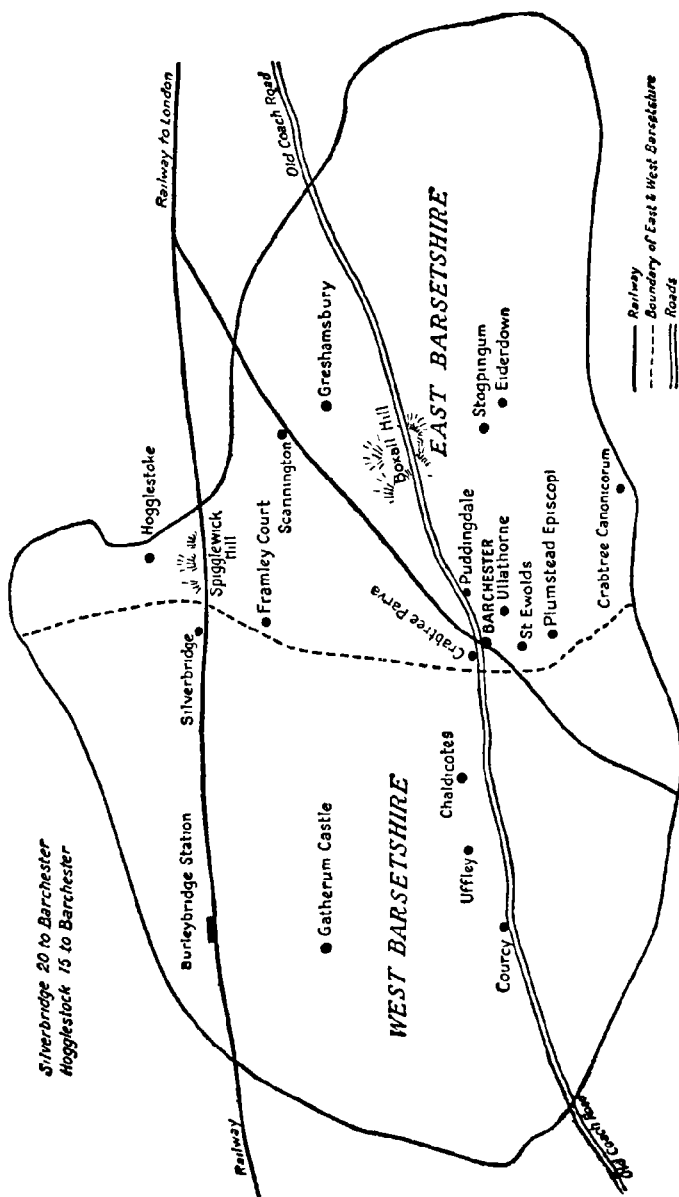 Silverbridge 20 to Barchester
Hogglestock 15 to Barchester
Railway
Burleybridge Station
Silverbridge
Spigglewick
Hill
Hogglestoke
Railway to London
Framley Court
Scannington
Gatherum Castle
Greshamsbury
Old Coach Road
WEST BARSETSHIRE
EAST BARSETSHIRE
Boxall Hill
Crabtree Parva
Puddingdale
BARCHESTER
Ullathorne
St Ewolds
Plumstead Episcopi
Stogpingum
Eiderdown
Chaldicotes
Uffley
Courcy
Old Coach Road
Crabtree Canonicorum
Railway
Boundary of East & West Barsetshire
Roads